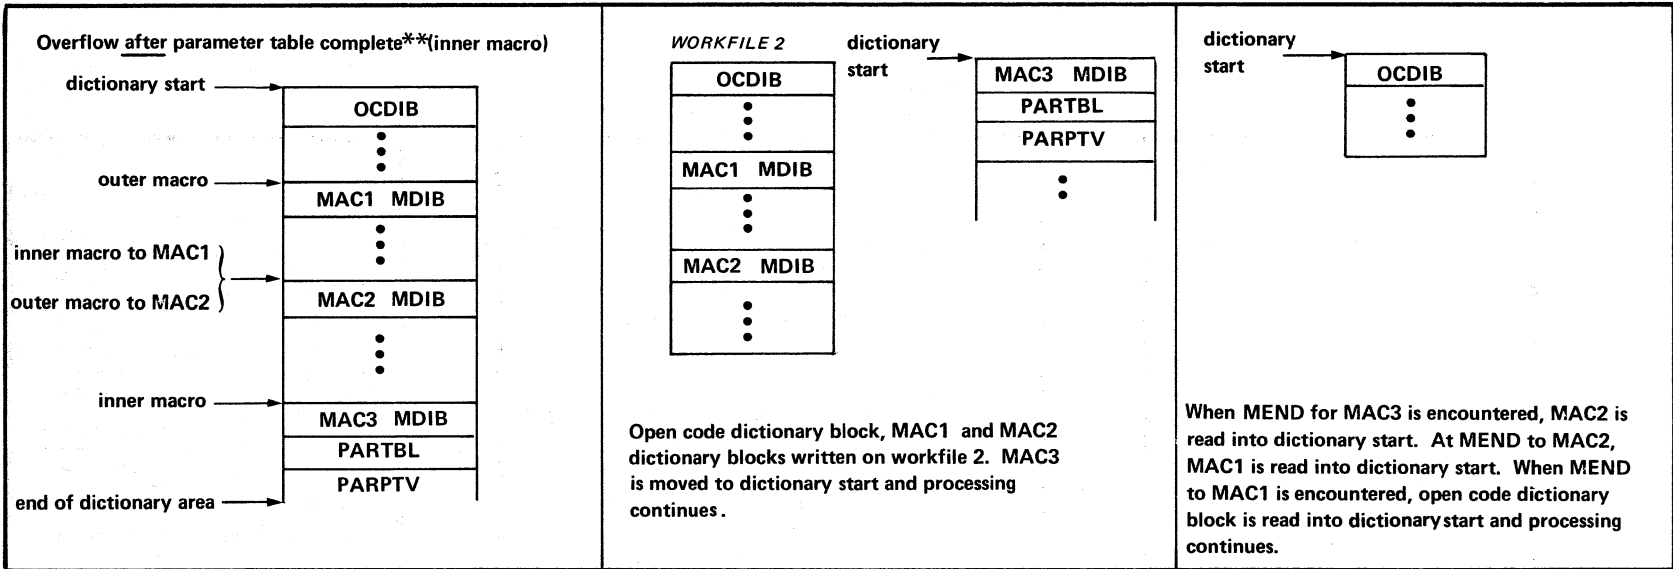 Overflow after parameter table complete**(inner macro)
dictionary start
OCDIB
outer macro
MAC1 MDIB
inner macro to MAC1
outer macro to MAC2
MAC2 MDIB
inner macro
MAC3 MDIB
PARTBL
PARPTV
end of dictionary area
WORKFILE 2
OCDIB
MAC1 MDIB
MAC2 MDIB
dictionary
start
MAC3 MDIB
PARTBL
PARPTV
Open code dictionary block, MAC1 and MAC2
dictionary blocks written on workfile 2. MAC3
is moved to dictionary start and processing
continues.
dictionary
start
OCDIB
When MEND for MAC3 is encountered, MAC2 is
read into dictionary start. At MEND to MAC2,
MAC1 is read into dictionary start. When MEND
to MAC1 is encountered, open code dictionary
block is read into dictionary start and processing
continues.